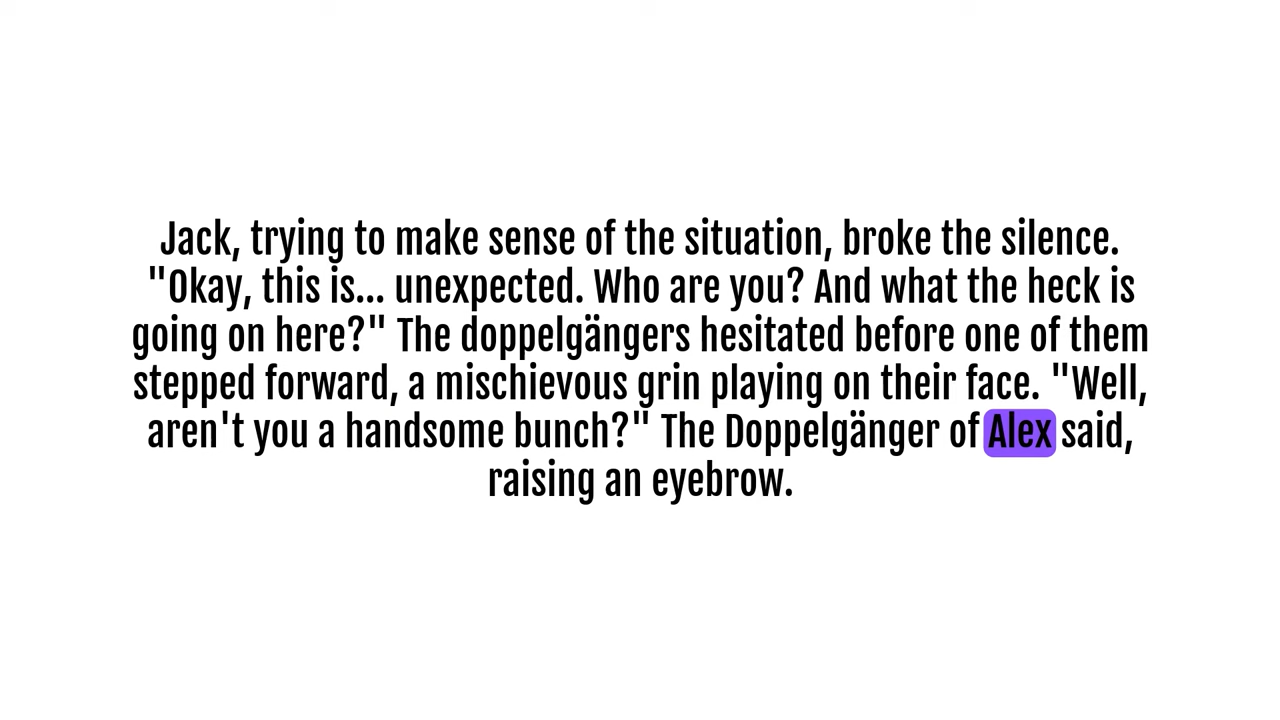 Jack, trying to make sense of the situation, broke the silence.
"Okay, this is... unexpected. Who are you? And what the heck is
going on here?" The doppelgängers hesitated before one of them
stepped forward, a mischievous grin playing on their face. "Well,
aren't you a handsome bunch?" The Doppelgänger of Alex said,
raising an eyebrow.